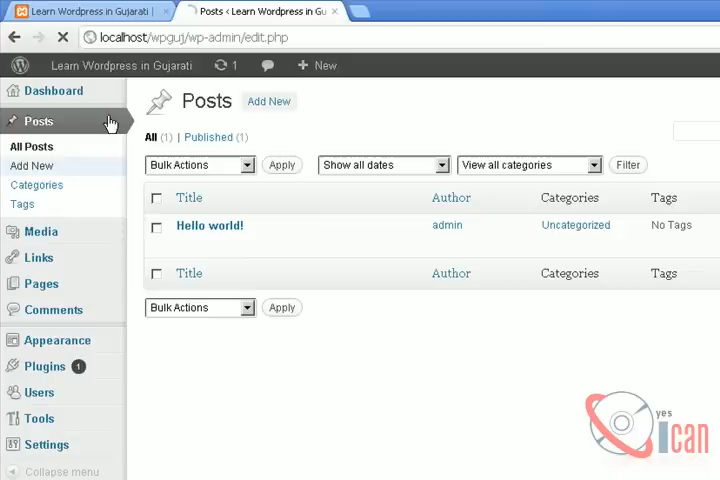 Learn Wordpress in Gujarati |
Posts ‹ Learn Wordpress in Guj
localhost/wpguj/wp-admin/edit.php
Learn Wordpress in Gujarati
1
+ New
Dashboard
Posts
All Posts
Add New
Categories
Tags
Media
Links
Pages
Comments
Appearance
Plugins 1
Users
Tools
Settings
Collapse menu
Posts Add New
All (1) | Published (1)
Bulk Actions Apply Show all dates View all categories Filter
Title Author Categories Tags
Hello world! admin Uncategorized No Tags
Title Author Categories Tags
Bulk Actions Apply
yes
Ican